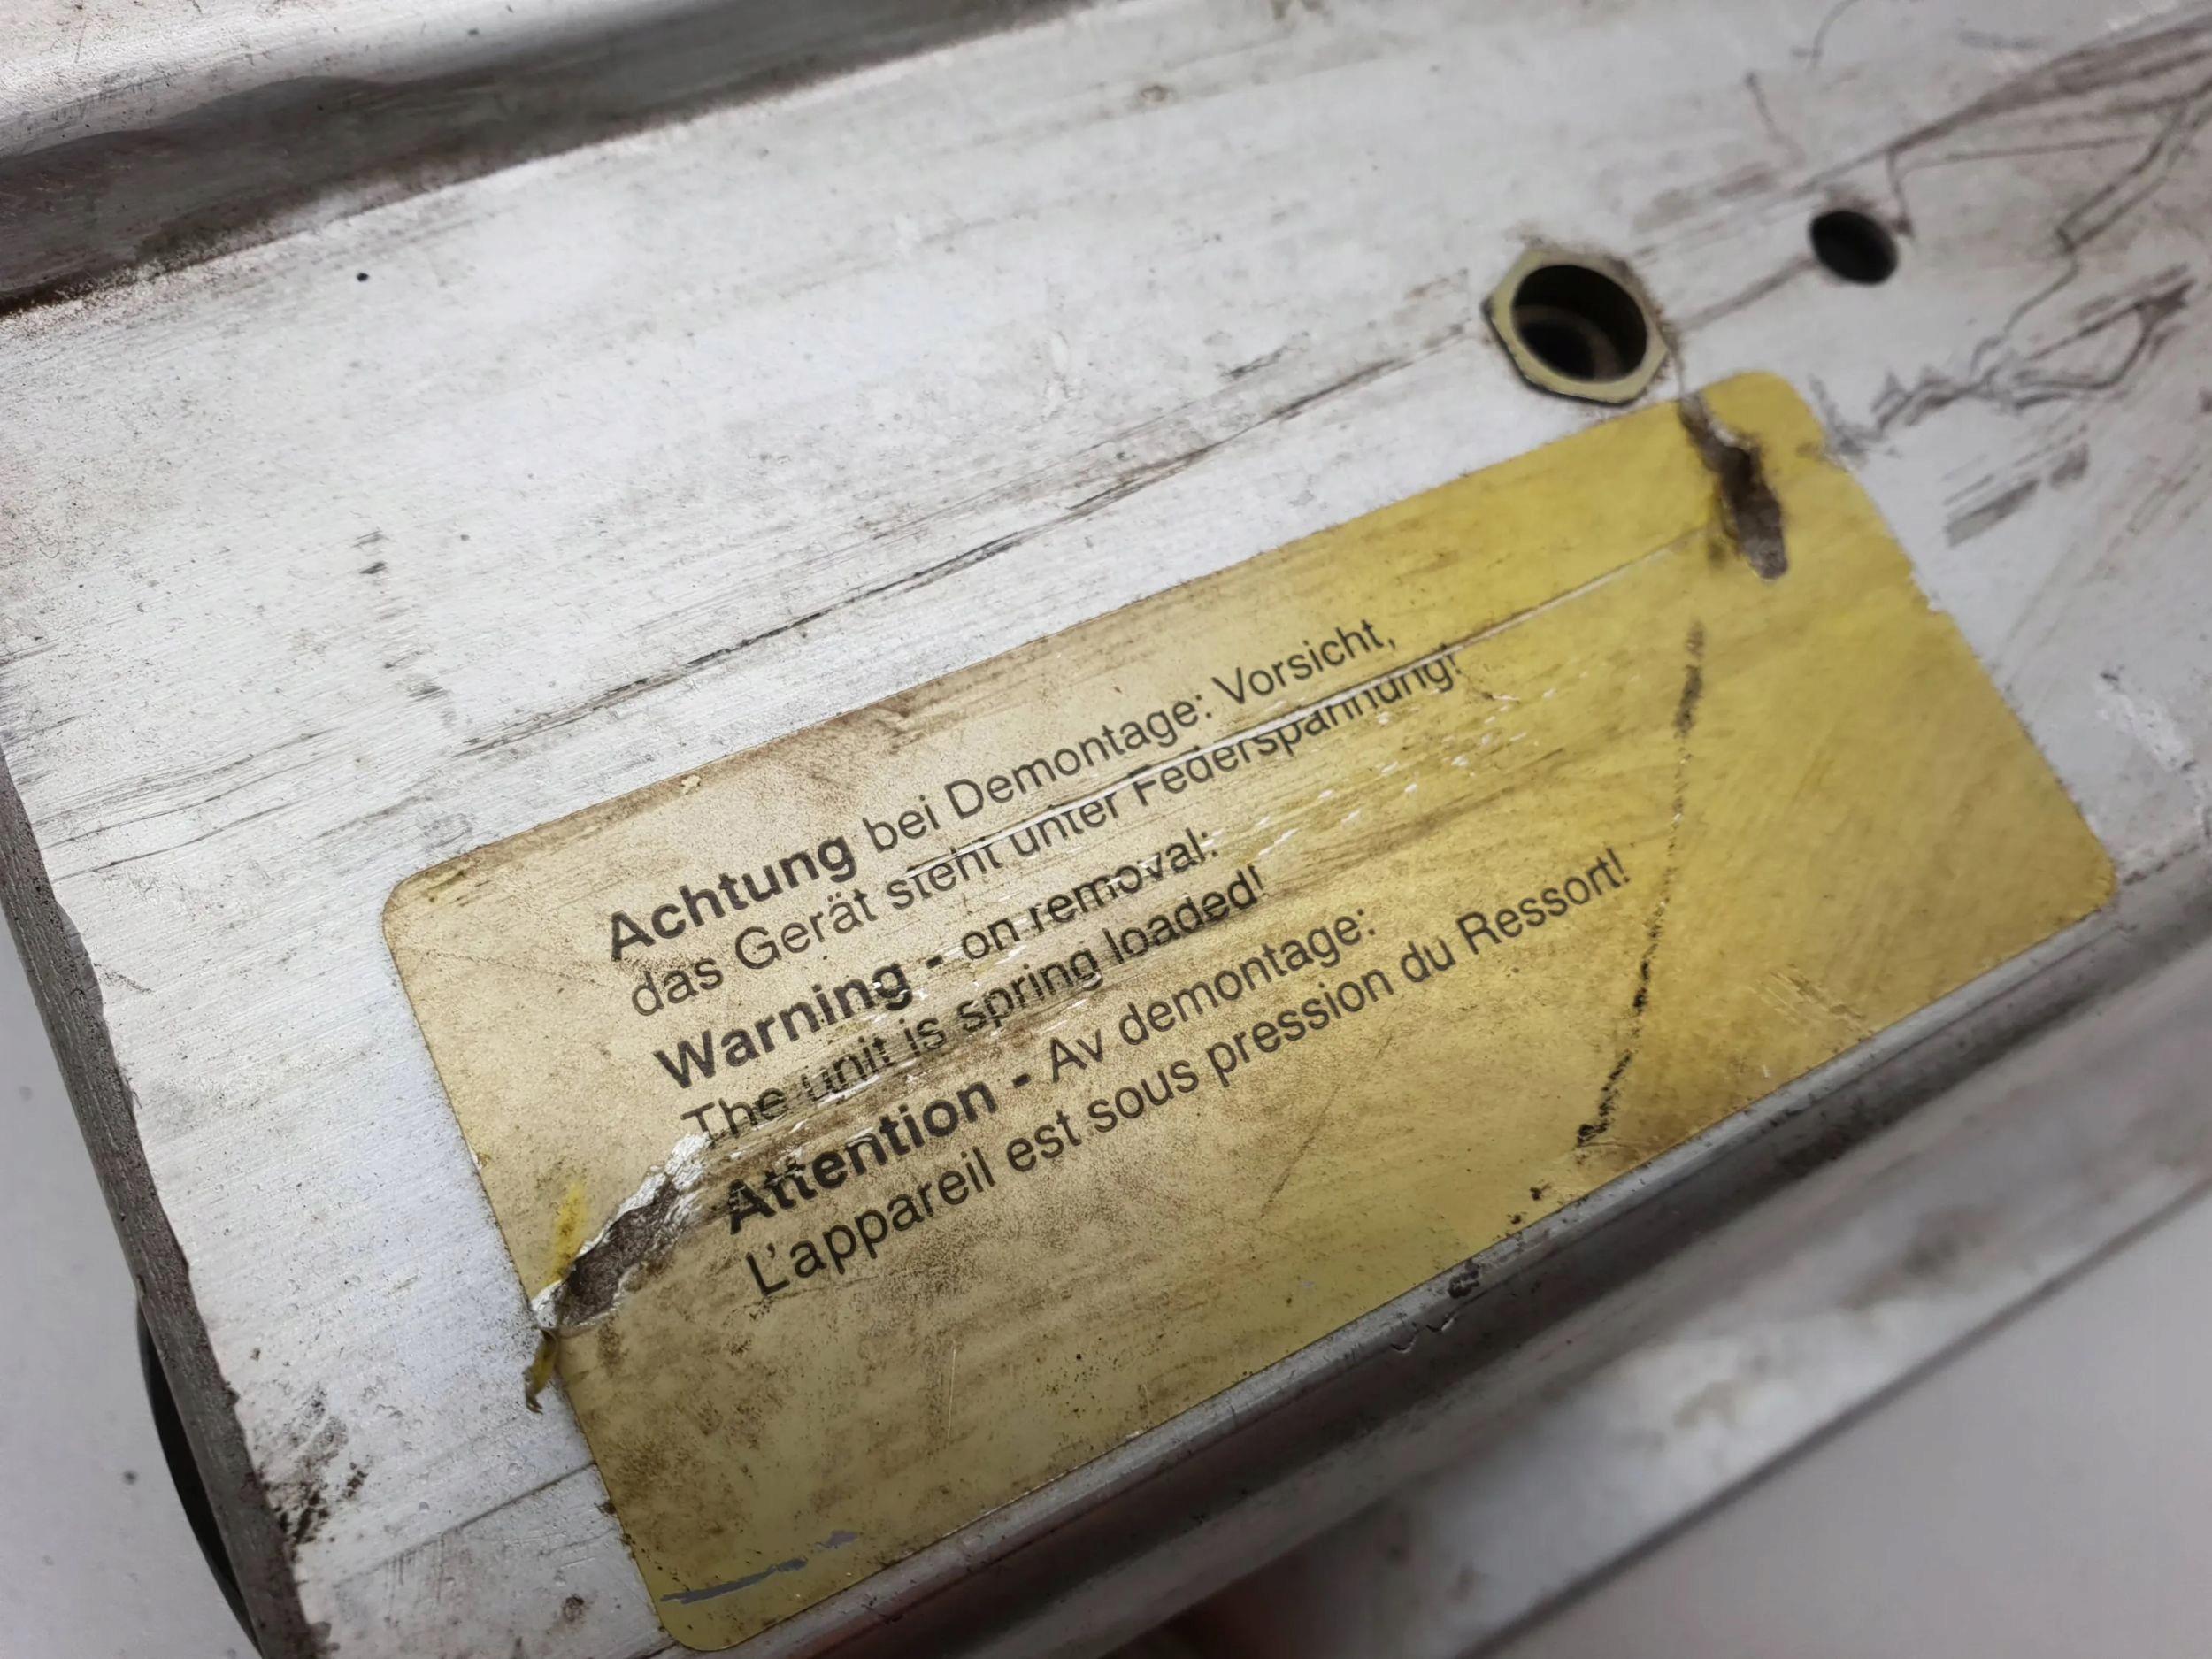 Achtung bei Demontage: Vorsicht,
das Gerät steht unter Federspannung!
Warning - on removal:
The unit is spring loaded!
Attention - Av demontage:
L'appareil est sous pression du Ressort!